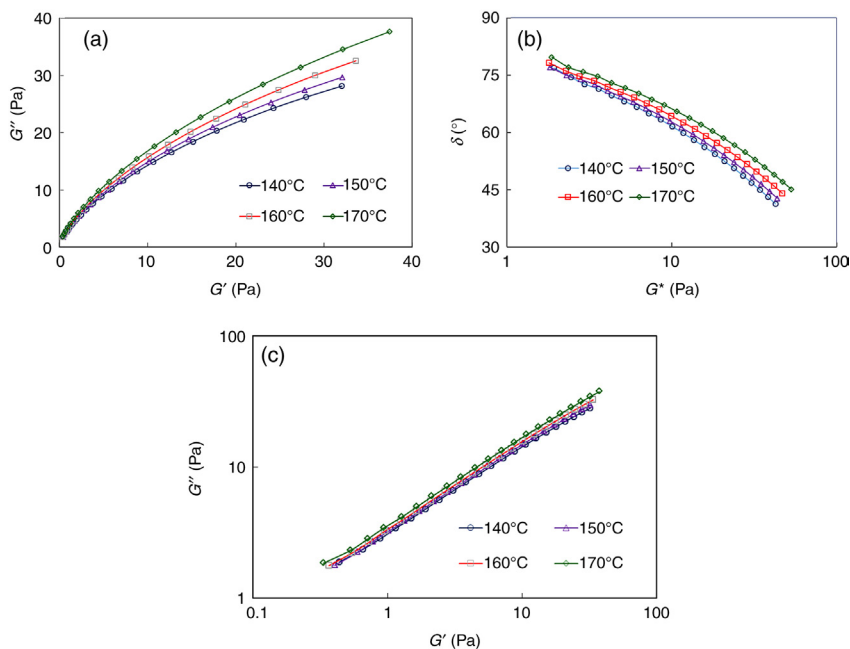 (a)
40
30
20
10
0
G″ (Pa)
0 10 20 30 40
G′ (Pa)
140°C 150°C
160°C 170°C
(b)
90
75
60
45
30
δ (°)
1 10 100
G* (Pa)
140°C 150°C
160°C 170°C
(c)
100
10
1
G″ (Pa)
0.1 1 10 100
G′ (Pa)
140°C 150°C
160°C 170°C